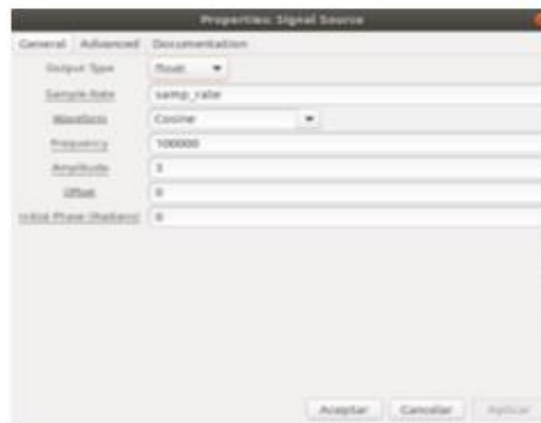 Properties: Signal Source
General Advanced Documentation
Output Type float
Sample Rate samp_rate
Waveform Cosine
Frequency 100000
Amplitude
Offset 0
Initial Phase (Radians) 0
Aceptar Cancelar Aplicar